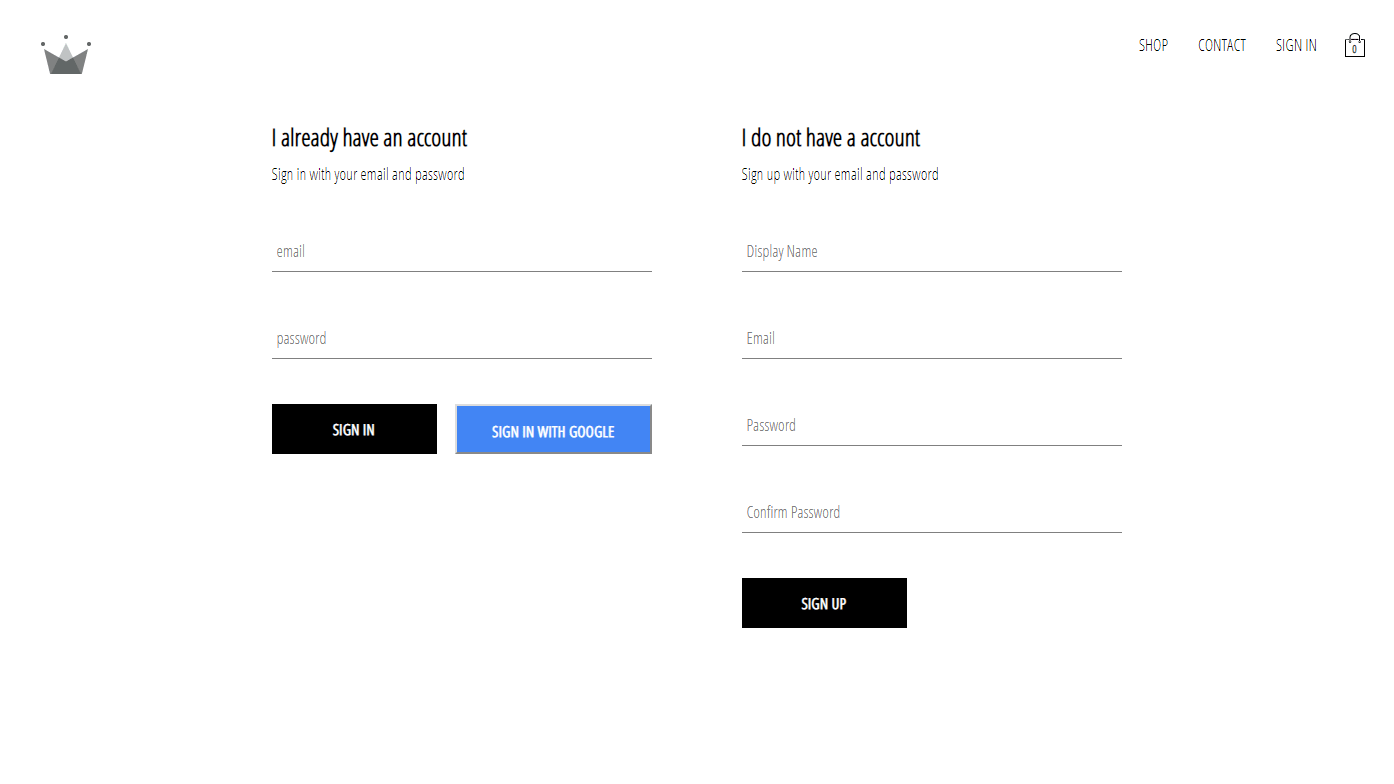 SHOP CONTACT SIGN IN 0
I already have an account
Sign in with your email and password
email
password
SIGN IN SIGN IN WITH GOOGLE
I do not have a account
Sign up with your email and password
Display Name
Email
Password
Confirm Password
SIGN UP